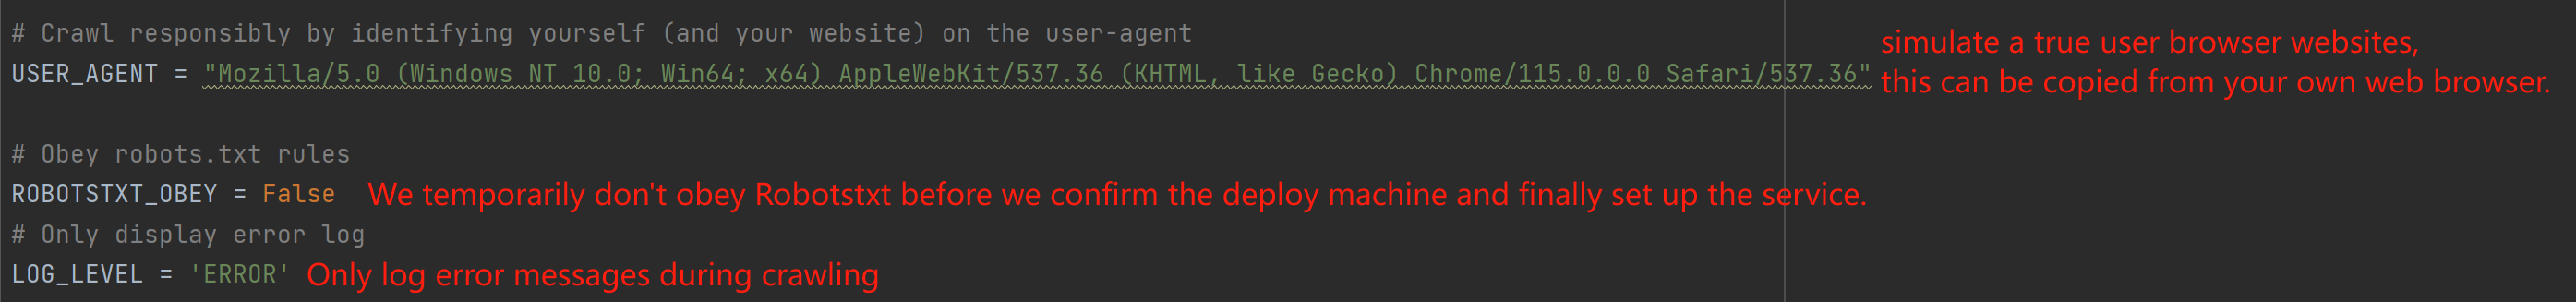 # Crawl responsibly by identifying yourself (and your website) on the user-agent
USER_AGENT = "Mozilla/5.0 (Windows NT 10.0; Win64; x64) AppleWebKit/537.36 (KHTML, like Gecko) Chrome/115.0.0.0 Safari/537.36"
simulate a true user browser websites,
this can be copied from your own web browser.
# Obey robots.txt rules
ROBOTSTXT_OBEY = False We temporarily don't obey Robotstxt before we confirm the deploy machine and finally set up the service.
# Only display error log
LOG_LEVEL = 'ERROR' Only log error messages during crawling